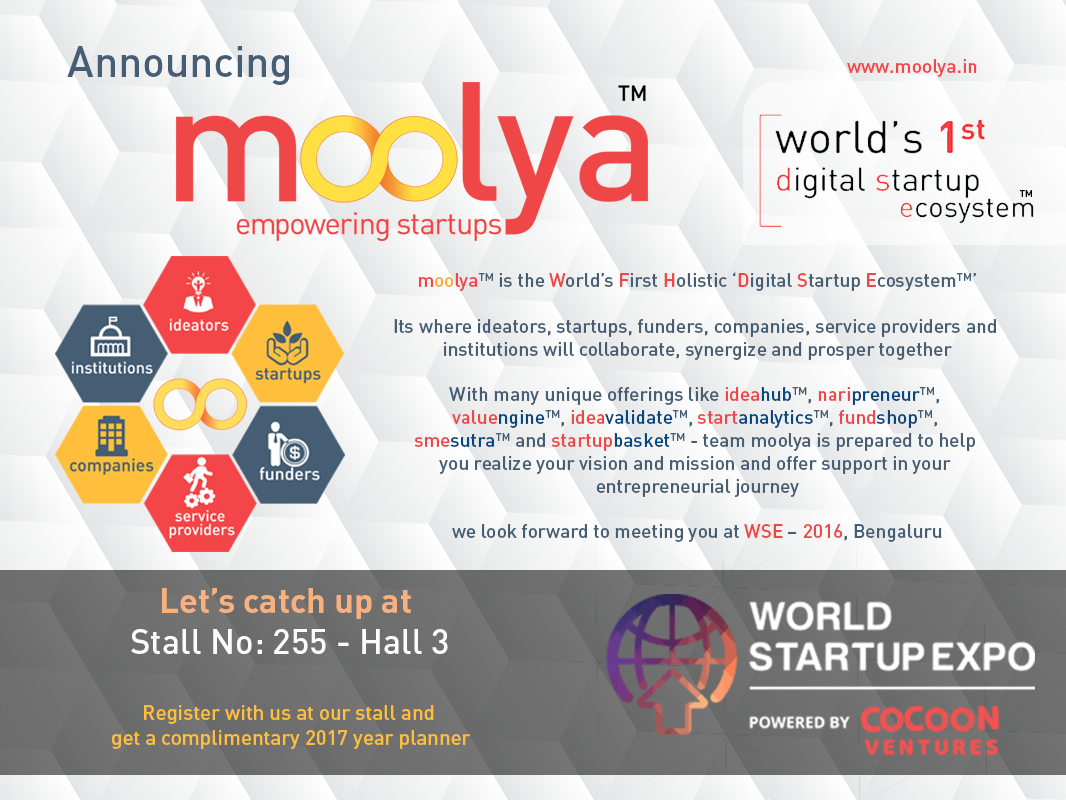 Announcing
www.moolya.in
moolya™
empowering startups
world's 1st
digital startup
ecosystem™
ideators
institutions
startups
companies
funders
service
providers
moolya™ is the World's First Holistic ‘Digital Startup Ecosystem™’
Its where ideators, startups, funders, companies, service providers and
institutions will collaborate, synergize and prosper together
With many unique offerings like ideahub™, naripreneur™,
valuengine™, ideavalidate™, startanalytics™, fundshop™,
smesutra™ and startupbasket™ - team moolya is prepared to help
you realize your vision and mission and offer support in your
entrepreneurial journey
we look forward to meeting you at WSE – 2016, Bengaluru
Let's catch up at
Stall No: 255 - Hall 3
Register with us at our stall and
get a complimentary 2017 year planner
WORLD
STARTUP EXPO
POWERED BY COCOON
VENTURES